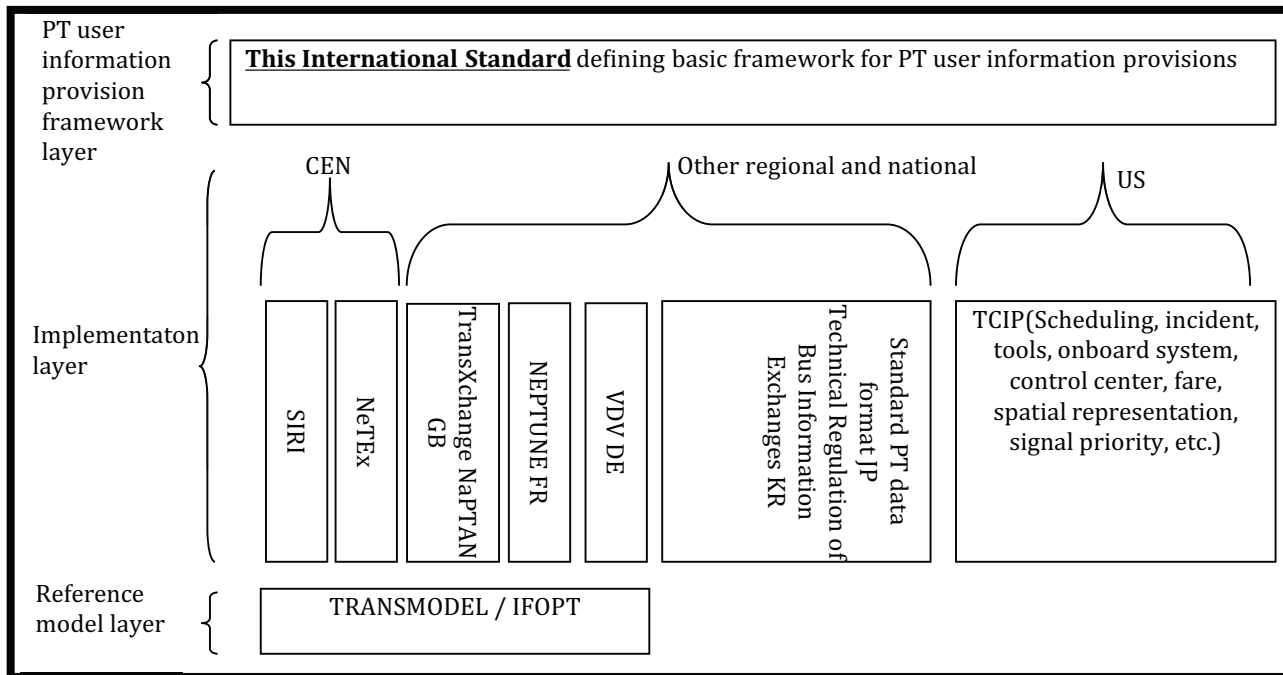 PT user
information
provision
framework
layer
This International Standard defining basic framework for PT user information provisions
CEN
Other regional and national
US
Implementaton
layer
SIRI
NeTEx
TransXchange NaPTAN
GB
NEPTUNE FR
VDV DE
Standard PT data
format JP
Technical Regulation of
Bus Information
Exchanges KR
TCIP(Scheduling, incident,
tools, onboard system,
control center, fare,
spatial representation,
signal priority, etc.)
Reference
model layer
TRANSMODEL / IFOPT